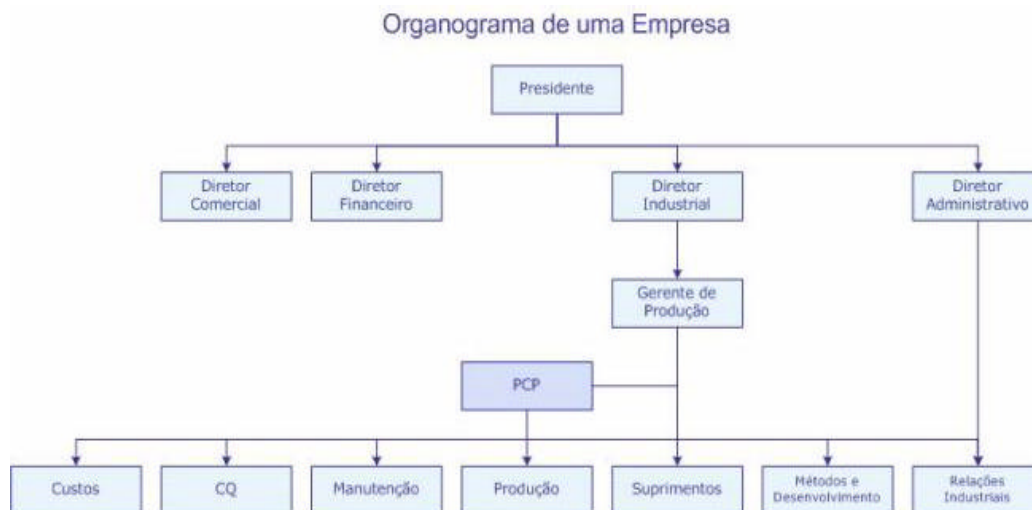 Organograma de uma Empresa
Presidente
Diretor
Comercial
Diretor
Financeiro
Diretor
Industrial
Diretor
Administrativo
Gerente de
Produção
PCP
Custos
CQ
Manutenção
Produção
Suprimentos
Métodos e
Desenvolvimento
Relações
Industriais